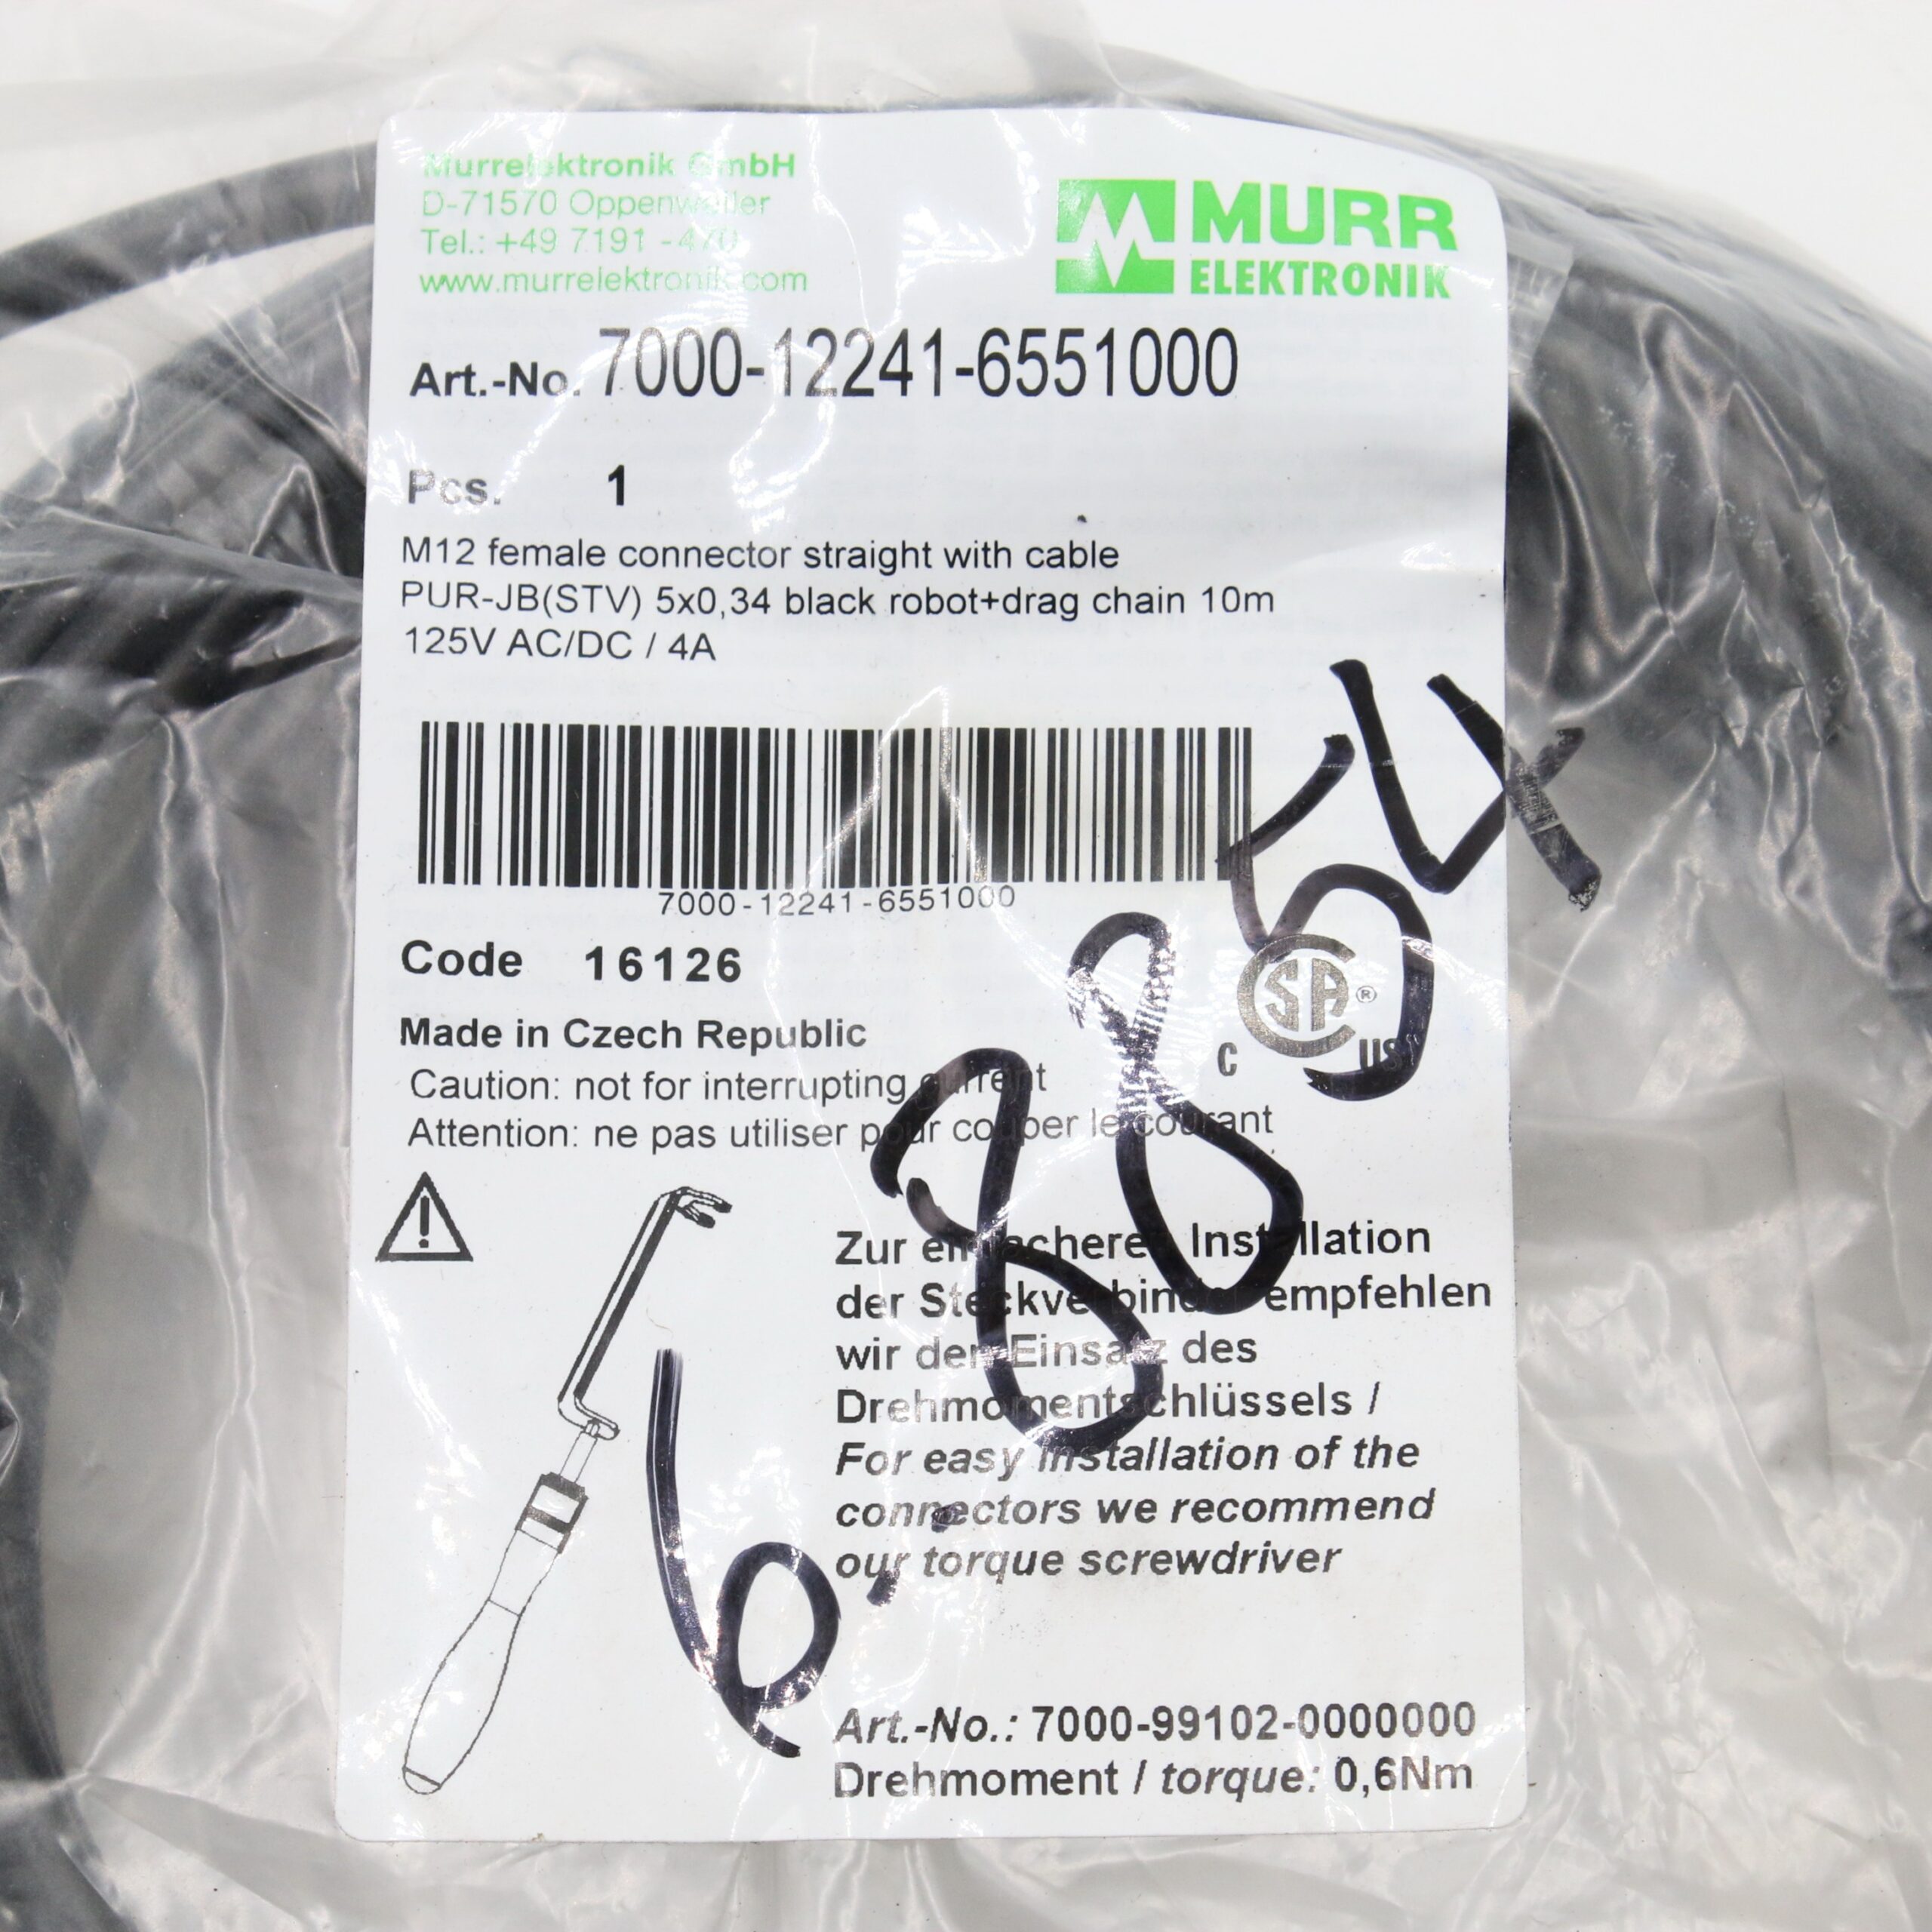 Murrelektronik GmbH
D-71570 Oppenweiler
Tel.: +49 7191 - 470
www.murrelektronik.com
MURR
ELEKTRONIK
Art.-No. 7000-12241-6551000
Pcs. 1
M12 female connector straight with cable
PUR-JB(STV) 5x0,34 black robot+drag chain 10m
125V AC/DC / 4A
7000-12241-6551000
Code 16126
Made in Czech Republic
Caution: not for interrupting current
Attention: ne pas utiliser pour couper le courant
C SA ® US
Zur einfacheren Installation
der Steckverbinder empfehlen
wir den Einsatz des
Drehmomentschlüssels /
For easy installation of the
connectors we recommend
our torque screwdriver
Art.-No.: 7000-99102-0000000
Drehmoment / torque: 0,6Nm